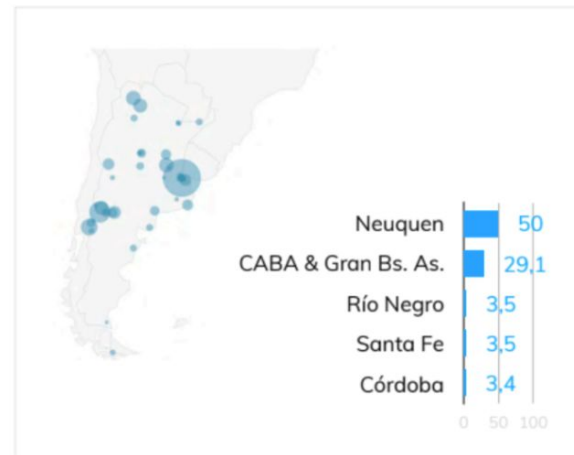 Neuquen 50
CABA & Gran Bs. As. 29,1
Río Negro 3,5
Santa Fe 3,5
Córdoba 3,4
0 50 100